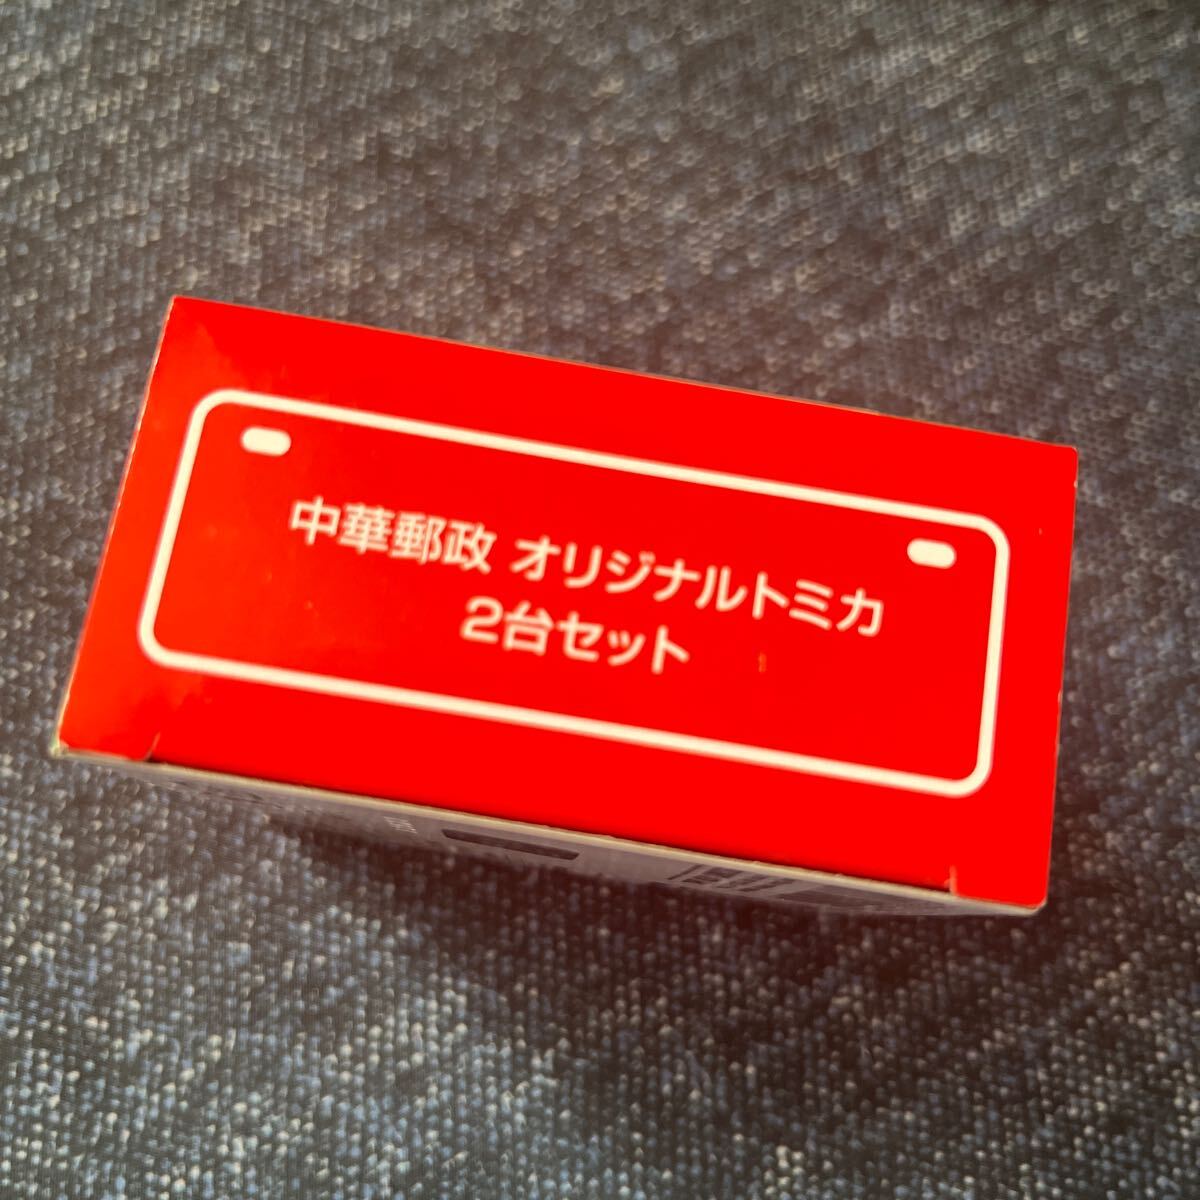 中華郵政 オリジナルトミカ
2台セット